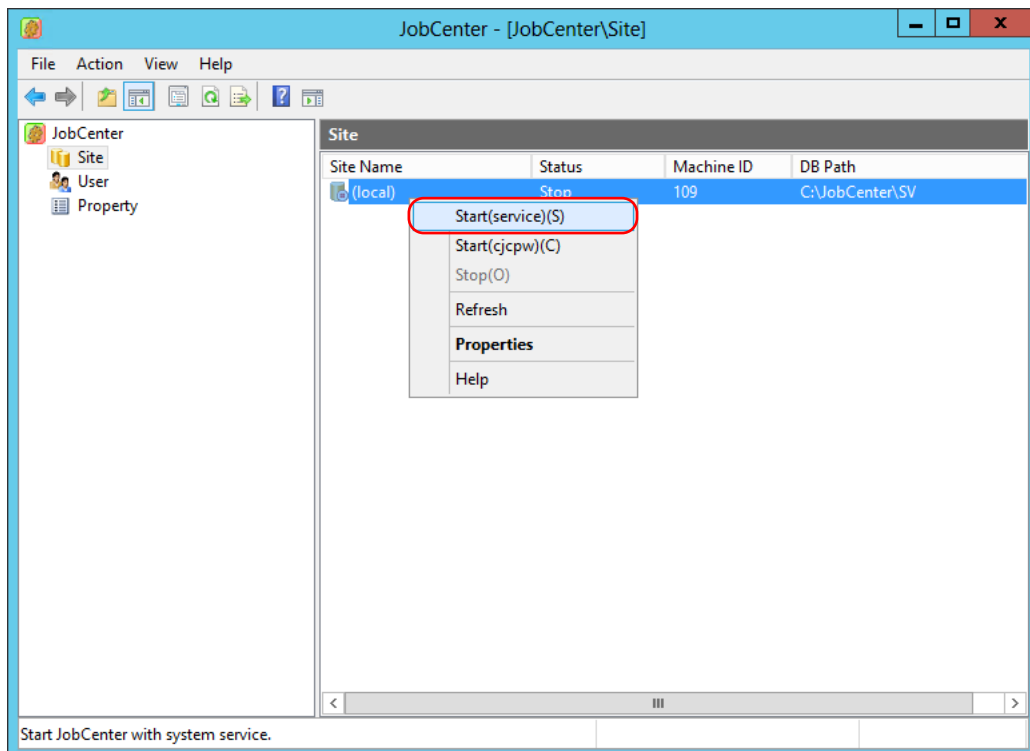 JobCenter - [JobCenter\Site]
File Action View Help
JobCenter
Site
User
Property
Site
Site Name Status Machine ID DB Path
(local) Stop 109 C:\JobCenter\SV
Start(service)(S)
Start(cjcpw)(C)
Stop(O)
Refresh
Properties
Help
Start JobCenter with system service.